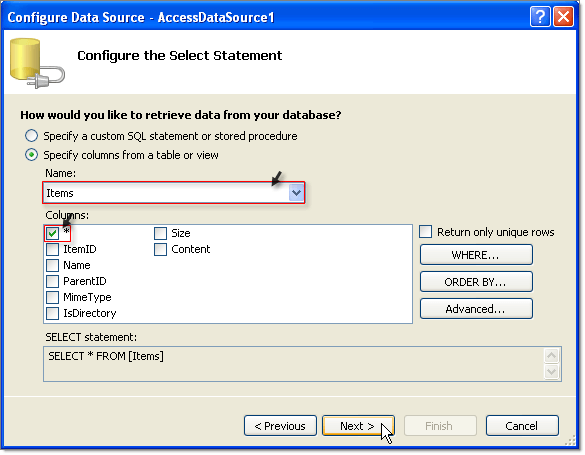 Configure Data Source - AccessDataSource1
Configure the Select Statement
How would you like to retrieve data from your database?
Specify a custom SQL statement or stored procedure
Specify columns from a table or view
Name:
Items
Columns:
*
ItemID
Name
ParentID
MimeType
IsDirectory
Size
Content
Return only unique rows
WHERE...
ORDER BY...
Advanced...
SELECT statement:
SELECT * FROM [Items]
< Previous
Next >
Finish
Cancel